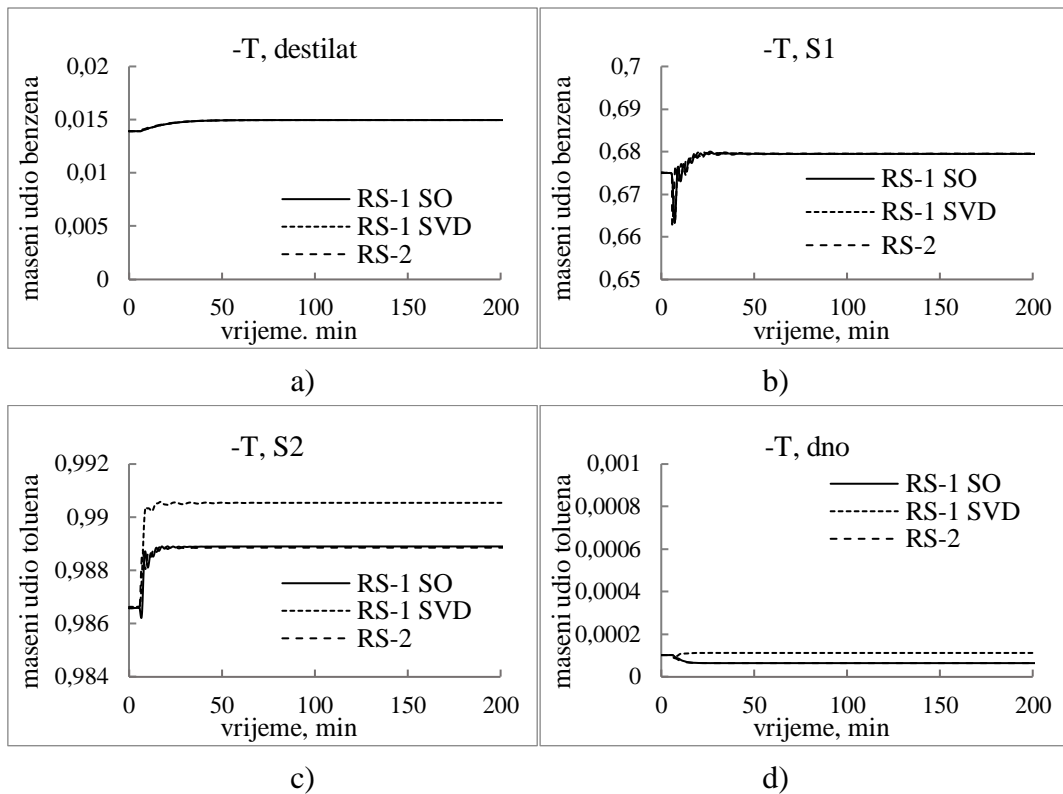 -T, destilat
maseni udio benzena
0,02
0,015
0,01
0,005
0
RS-1 SO
RS-1 SVD
RS-2
0
50
100
150
200
vrijeme. min
a)
-T, S1
maseni udio benzena
0,7
0,69
0,68
0,67
0,66
0,65
RS-1 SO
RS-1 SVD
RS-2
0
50
100
150
200
vrijeme, min
b)
-T, S2
maseni udio toluena
0,992
0,99
0,988
0,986
0,984
RS-1 SO
RS-1 SVD
RS-2
0
50
100
150
200
vrijeme, min
c)
-T, dno
maseni udio toluena
0,001
0,0008
0,0006
0,0004
0,0002
0
RS-1 SO
RS-1 SVD
RS-2
0
50
100
150
200
vrijeme, min
d)